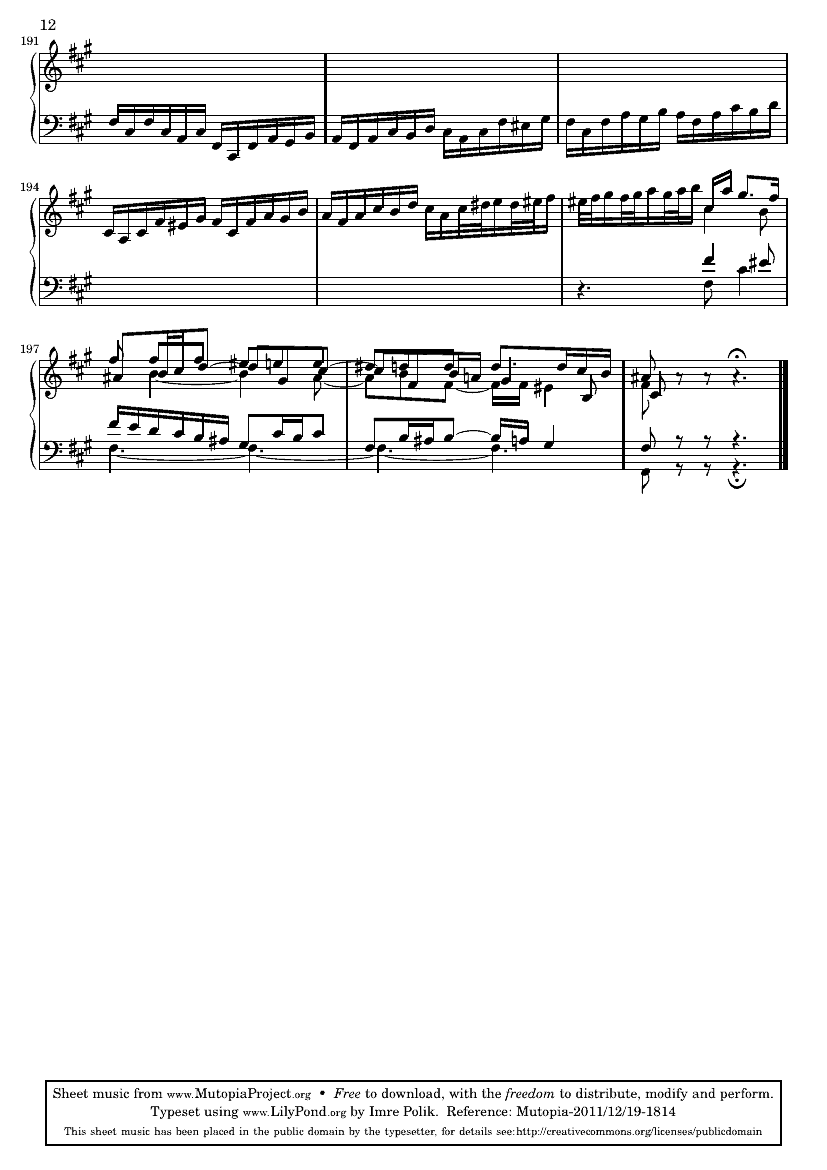 12
191
194
197
Sheet music from www.MutopiaProject.org • Free to download, with the freedom to distribute, modify and perform.
Typeset using www.LilyPond.org by Imre Polik. Reference: Mutopia-2011/12/19-1814
This sheet music has been placed in the public domain by the typesetter, for details see: http://creativecommons.org/licenses/publicdomain